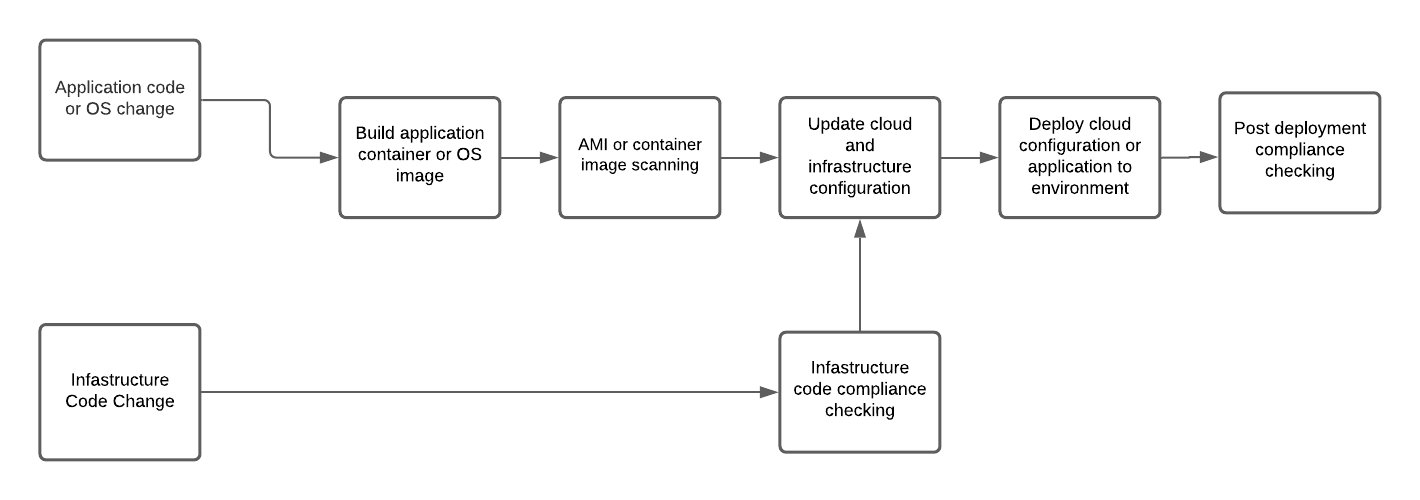 Application code
or OS change
Build application
container or OS
image
AMI or container
image scanning
Update cloud
and
infrastructure
configuration
Deploy cloud
configuration or
application to
environment
Post deployment
compliance
checking
Infastructure
Code Change
Infastructure
code compliance
checking